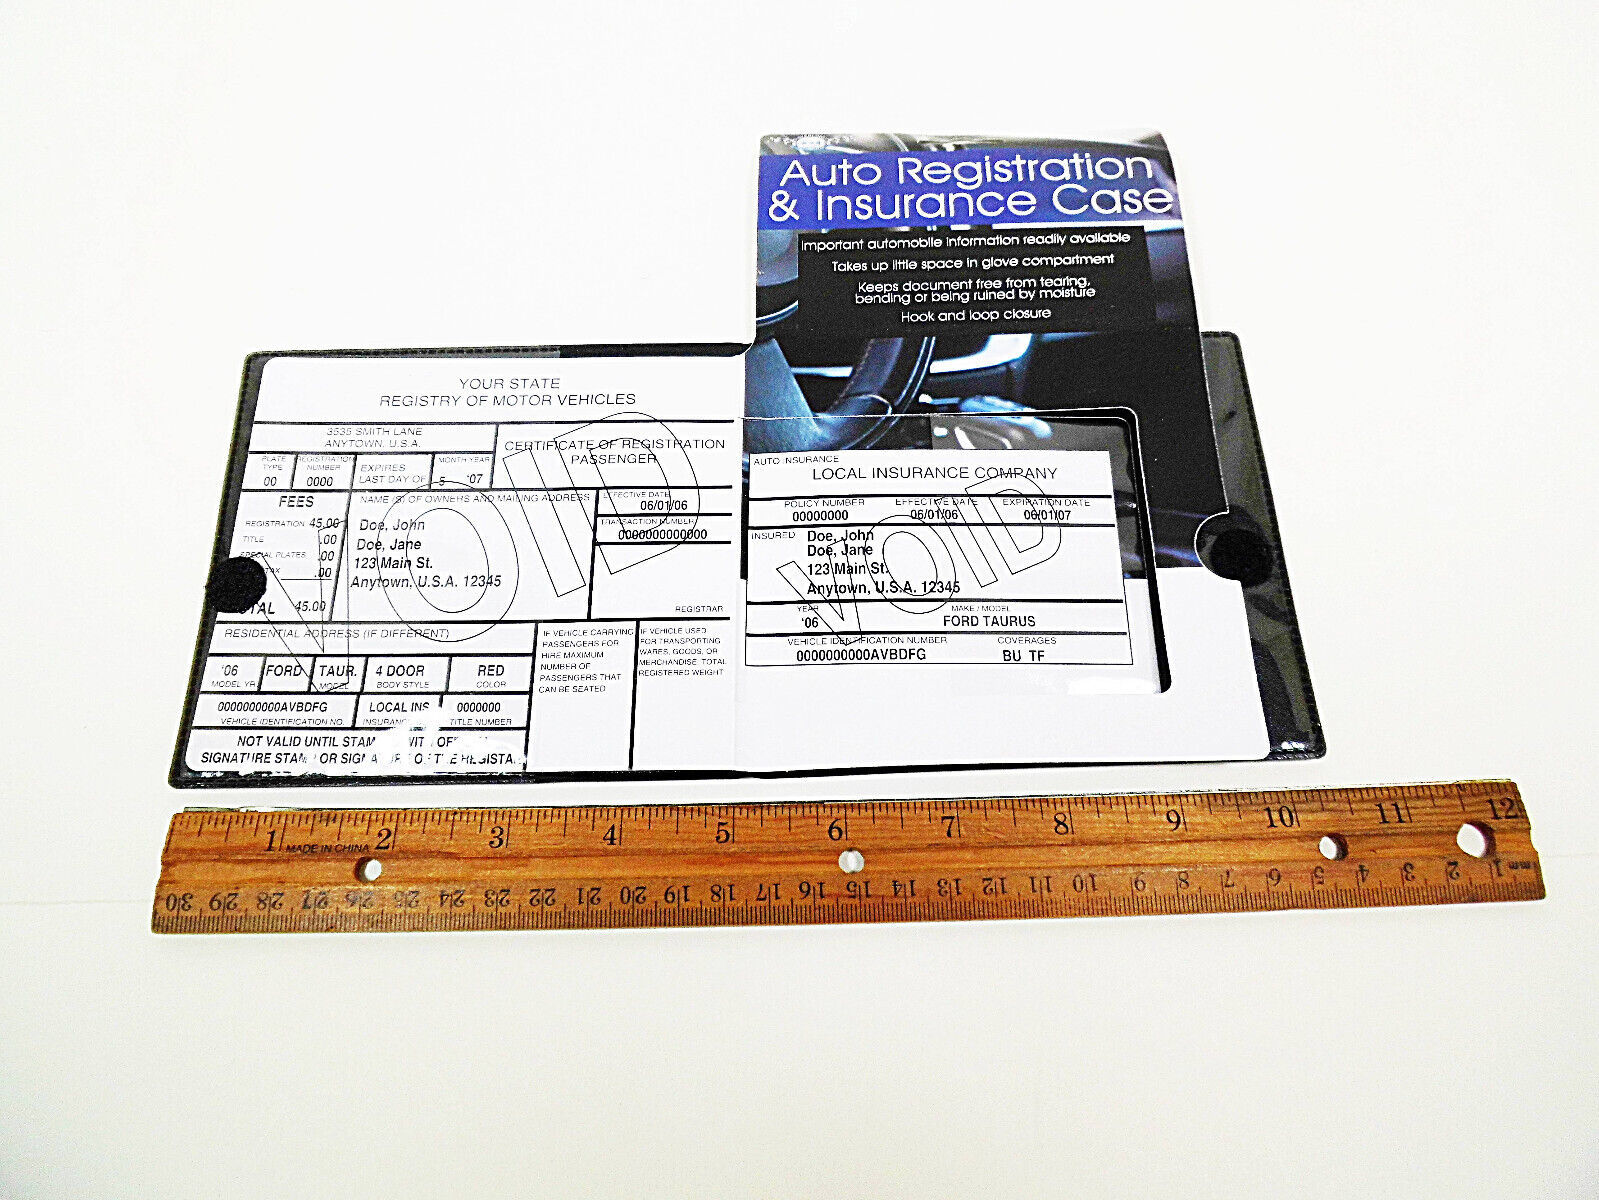 Auto Registration
& Insurance Case
Important automobile information readily available
Takes up little space in glove compartment
Keeps document free from tearing,
bending or being ruined by moisture
Hook and loop closure
YOUR STATE
REGISTRY OF MOTOR VEHICLES
3535 SMITH LANE
ANYTOWN, U.S.A.
CERTIFICATE OF REGISTRATION
PASSENGER
PLATE TYPE
00
REGISTRATION NUMBER
0000
EXPIRES
LAST DAY OF
MONTH YEAR
5 '07
FEES
REGISTRATION 45.00
TITLE .00
SPECIAL PLATES .00
TAX .00
TOTAL 45.00
NAME (S) OF OWNERS AND MAILING ADDRESS
Doe, John
Doe, Jane
123 Main St.
Anytown, U.S.A. 12345
EFFECTIVE DATE
06/01/06
TRANSACTION NUMBER
0000000000000
REGISTRAR
VOID
RESIDENTIAL ADDRESS (IF DIFFERENT)
'06 FORD TAUR. 4 DOOR RED
MODEL YR. MODEL BODY STYLE COLOR
0000000000AVBDFG LOCAL INS 0000000
VEHICLE IDENTIFICATION NO. TITLE NUMBER
IF VEHICLE CARRYING
PASSENGERS FOR
HIRE MAXIMUM
NUMBER OF
PASSENGERS THAT
CAN BE SEATED
IF VEHICLE USED
FOR TRANSPORTING
WARES, GOODS, OR
MERCHANDISE, TOTAL
REGISTERED WEIGHT
NOT VALID UNTIL
SIGNATURE OR
AUTO INSURANCE
LOCAL INSURANCE COMPANY
POLICY NUMBER EFFECTIVE DATE EXPIRATION DATE
00000000 06/01/06 06/01/07
INSURED Doe, John
Doe, Jane
123 Main St.
Anytown, U.S.A. 12345
VOID
YEAR MAKE / MODEL
'06 FORD TAURUS
VEHICLE IDENTIFICATION NUMBER COVERAGES
0000000000AVBDFG BU TF
1 2 3 4 5 6 7 8 9 10 11 12
MADE IN CHINA
30 29 28 27 26 25 24 23 22 21 20 19 18 17 16 15 14 13 12 11 10 9 8 7 6 5 4 3 2 1 mm